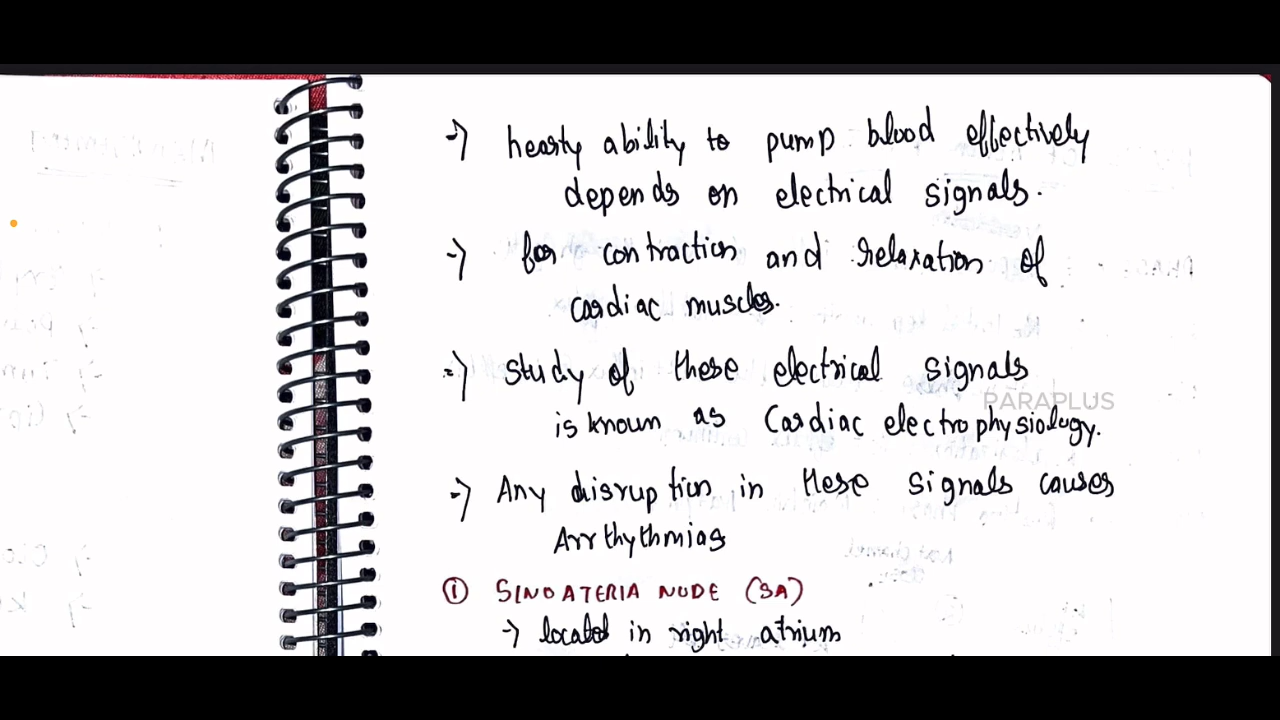 -> hearts ability to pump blood effectively
depends on electrical signals.
-> for contraction and relaxation of
cardiac muscles.
-> study of these electrical signals
PARAPLUS
is known as Cardiac electrophysiology.
-> Any disruption in these signals causes
Arrhythmias
① SINOATERIA NODE (SA)
-> located in right atrium